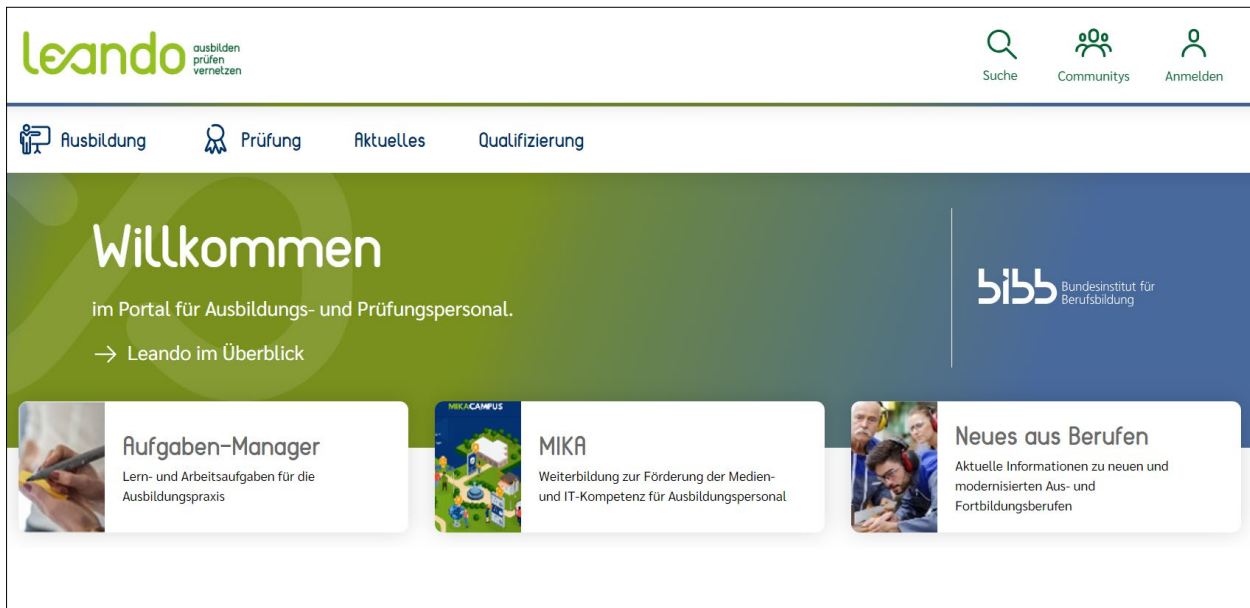 leando
ausbilden
prüfen
vernetzen
Suche
Communitys
Anmelden
Ausbildung
Prüfung
Aktuelles
Qualifizierung
Willkommen
im Portal für Ausbildungs- und Prüfungspersonal.
→ Leando im Überblick
bibb
Bundesinstitut für
Berufsbildung
Aufgaben-Manager
Lern- und Arbeitsaufgaben für die
Ausbildungspraxis
MIKACAMPUS
MIKA
Weiterbildung zur Förderung der Medien-
und IT-Kompetenz für Ausbildungspersonal
Neues aus Berufen
Aktuelle Informationen zu neuen und
modernisierten Aus- und
Fortbildungsberufen